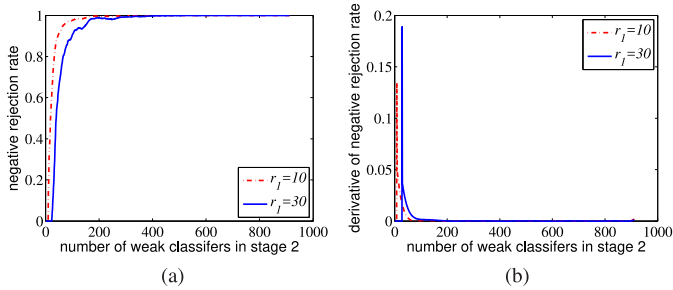 1
0.8
0.6
0.4
0.2
0
negative rejection rate
0 200 400 600 800 1000
number of weak classifers in stage 2
r1=10
r1=30
(a)
0.2
0.15
0.1
0.05
0
derivative of negative rejection rate
0 200 400 600 800 1000
number of weak classifers in stage 2
r1=10
r1=30
(b)